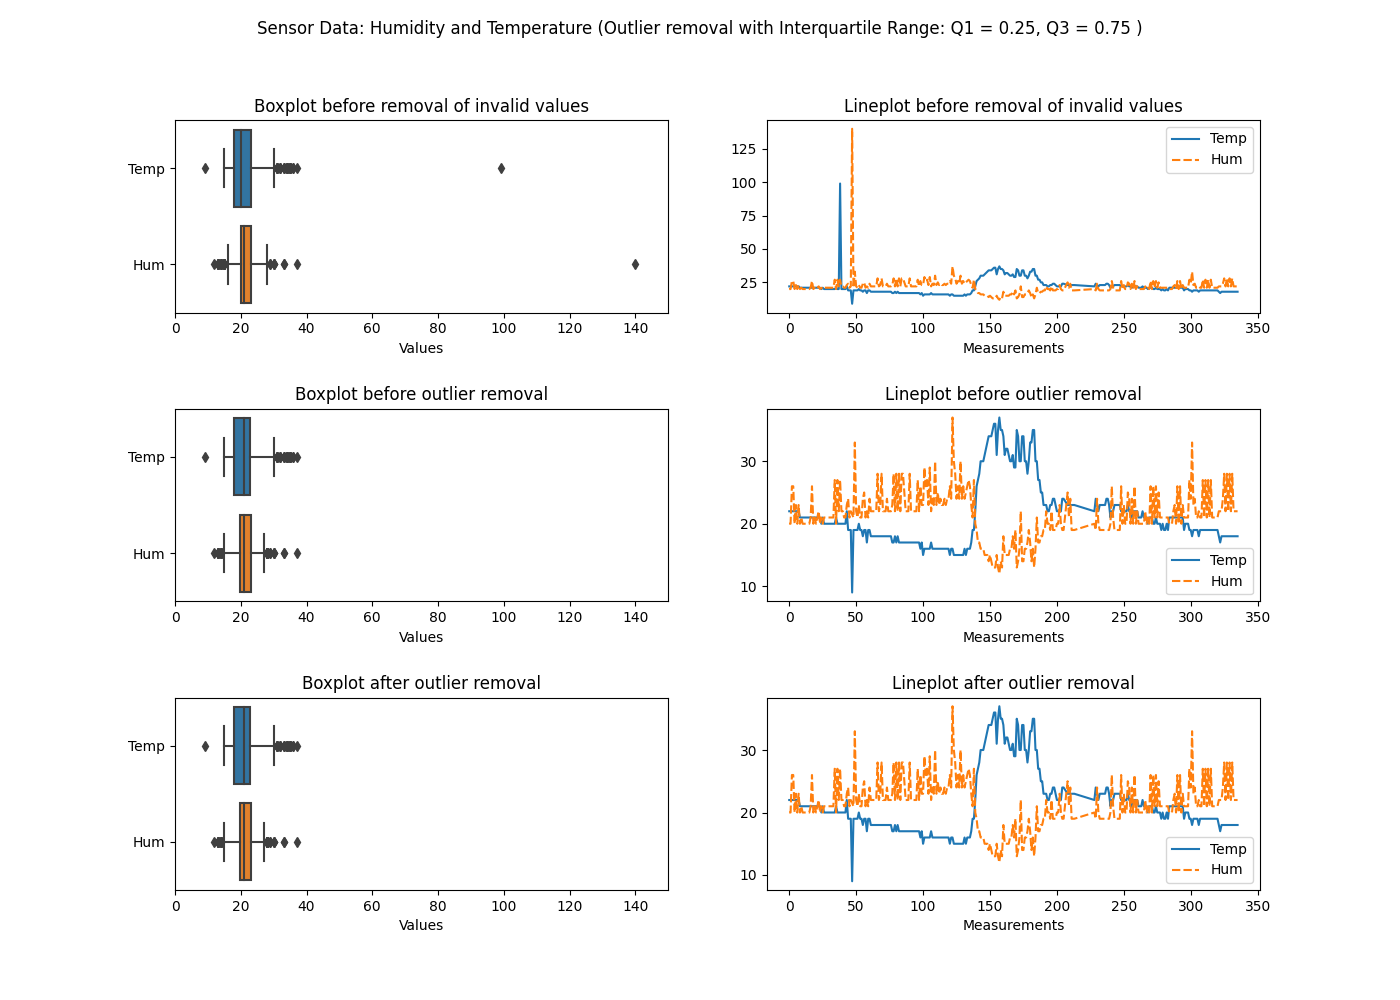 Sensor Data: Humidity and Temperature (Outlier removal with Interquartile Range: Q1 = 0.25, Q3 = 0.75 )
Boxplot before removal of invalid values
Temp
Hum
0 20 40 60 80 100 120 140
Values
Lineplot before removal of invalid values
125
100
75
50
25
Temp
Hum
0 50 100 150 200 250 300 350
Measurements
Boxplot before outlier removal
Temp
Hum
0 20 40 60 80 100 120 140
Values
Lineplot before outlier removal
30
20
10
Temp
Hum
0 50 100 150 200 250 300 350
Measurements
Boxplot after outlier removal
Temp
Hum
0 20 40 60 80 100 120 140
Values
Lineplot after outlier removal
30
20
10
Temp
Hum
0 50 100 150 200 250 300 350
Measurements